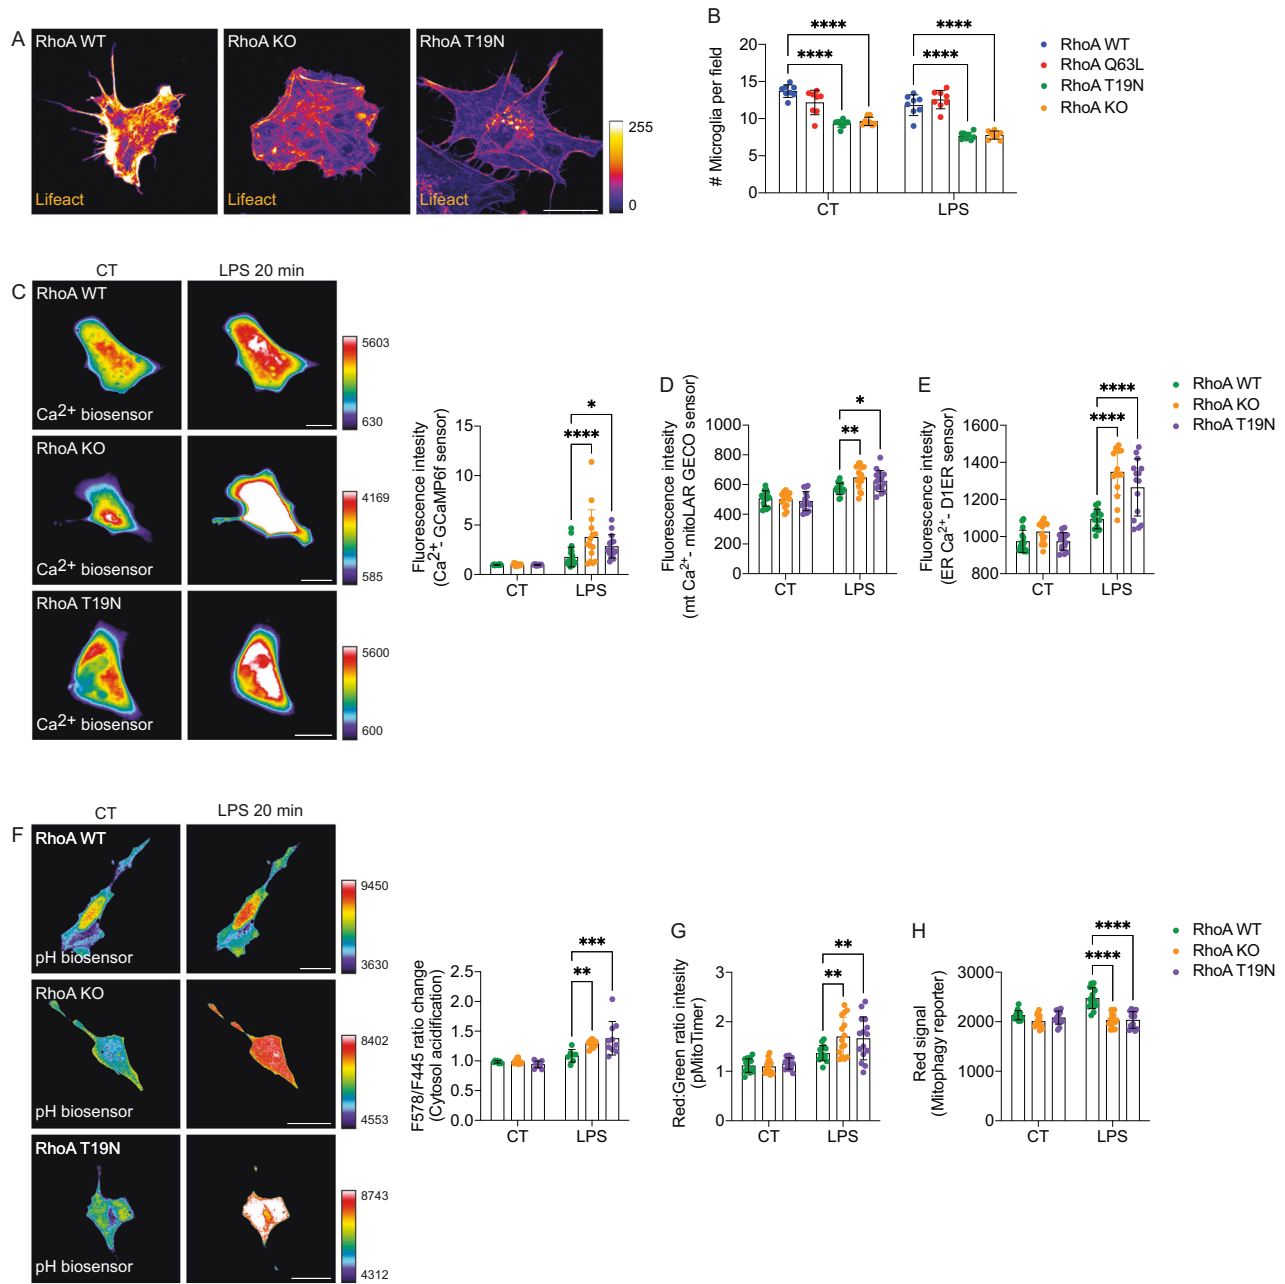 A
RhoA WT
RhoA KO
RhoA T19N
Lifeact
Lifeact
Lifeact
255
0
B
# Microglia per field
20
15
10
5
0
****
****
****
****
CT
LPS
RhoA WT
RhoA Q63L
RhoA T19N
RhoA KO
C
CT
LPS 20 min
RhoA WT
Ca2+ biosensor
5603
630
RhoA KO
Ca2+ biosensor
4169
585
RhoA T19N
Ca2+ biosensor
5600
600
Fluorescence intesity
(Ca2+- GCaMP6f sensor)
15
10
5
0
*
****
CT
LPS
D
Fluorescence intesity
(mt Ca2+- mitoLAR GECO sensor)
1000
800
600
400
200
0
*
**
CT
LPS
E
Fluorescence intesity
(ER Ca2+- D1ER sensor)
1600
1400
1200
1000
800
****
****
CT
LPS
RhoA WT
RhoA KO
RhoA T19N
F
CT
LPS 20 min
RhoA WT
pH biosensor
9450
3630
RhoA KO
pH biosensor
8402
4553
RhoA T19N
pH biosensor
8743
4312
F578/F445 ratio change
(Cytosol acidification)
2.5
2.0
1.5
1.0
0.5
0.0
***
**
CT
LPS
G
Red:Green ratio intesity
(pMitoTimer)
3
2
1
0
**
**
CT
LPS
H
Red signal
(Mitophagy reporter)
3000
2000
1000
0
****
****
CT
LPS
RhoA WT
RhoA KO
RhoA T19N